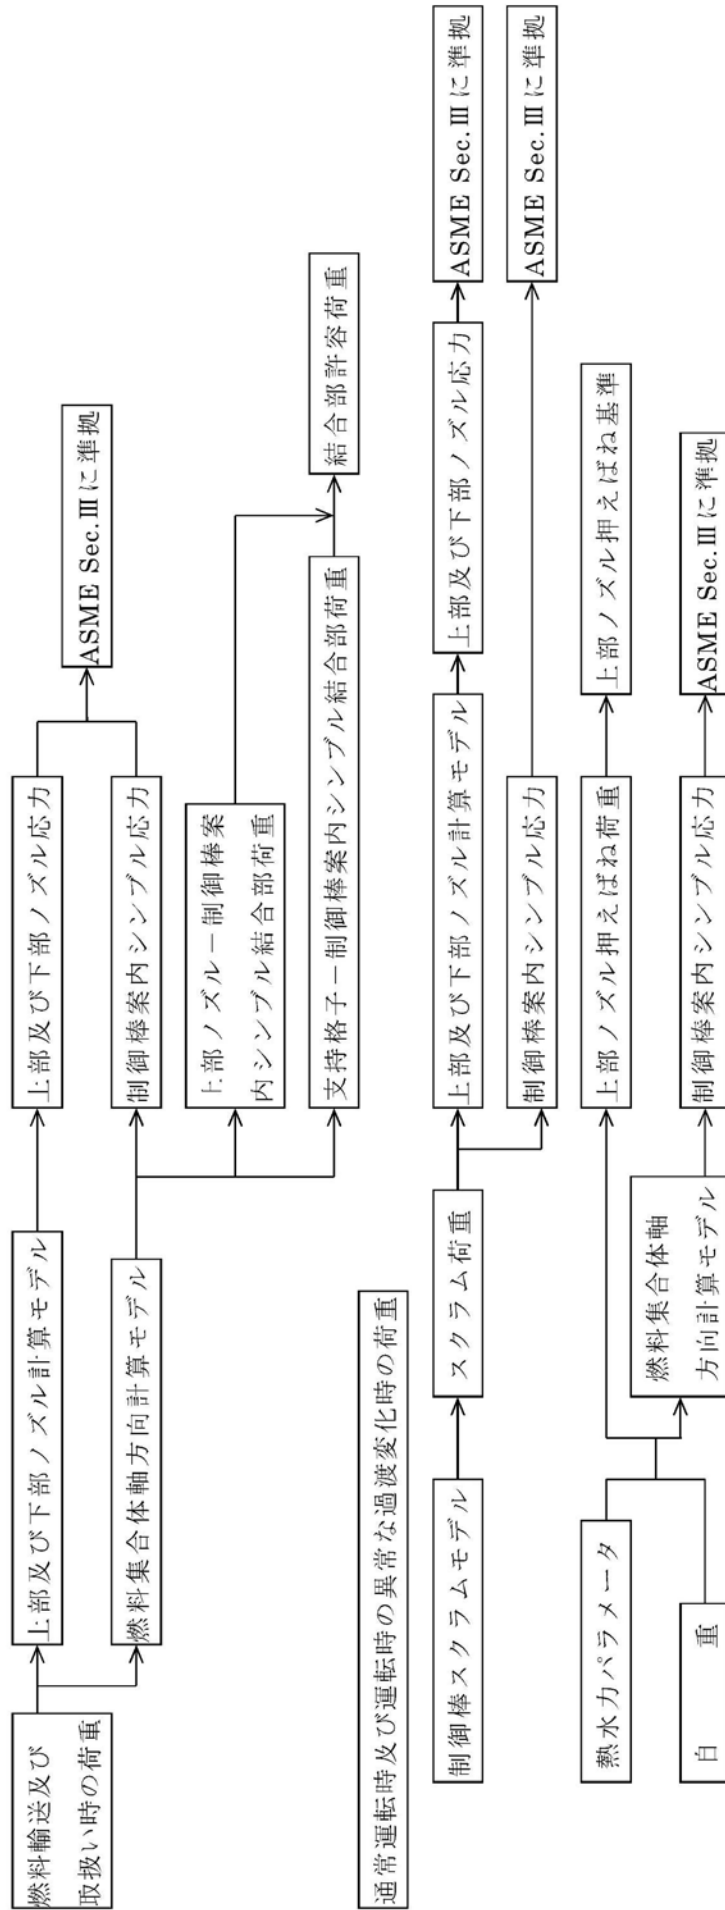 燃料輸送及び
取扱い時の荷重
上部及び下部ノズル計算モデル
上部及び下部ノズル応力
ASME Sec.Ⅲに準拠
燃料集合体軸方向計算モデル
制御棒案内シンブル応力
上部ノズル－制御棒案
内シンブル結合部荷重
支持格子－制御棒案内シンブル結合部荷重
結合部許容荷重
通常運転時及び運転時の異常な過渡変化時の荷重
制御棒スクラムモデル
スクラム荷重
上部及び下部ノズル計算モデル
上部及び下部ノズル応力
ASME Sec.Ⅲに準拠
制御棒案内シンブル応力
ASME Sec.Ⅲに準拠
熱水力パラメータ
上部ノズル押えばね荷重
上部ノズル押えばね基準
自重
燃料集合体軸
方向計算モデル
制御棒案内シンブル応力
ASME Sec.Ⅲに準拠